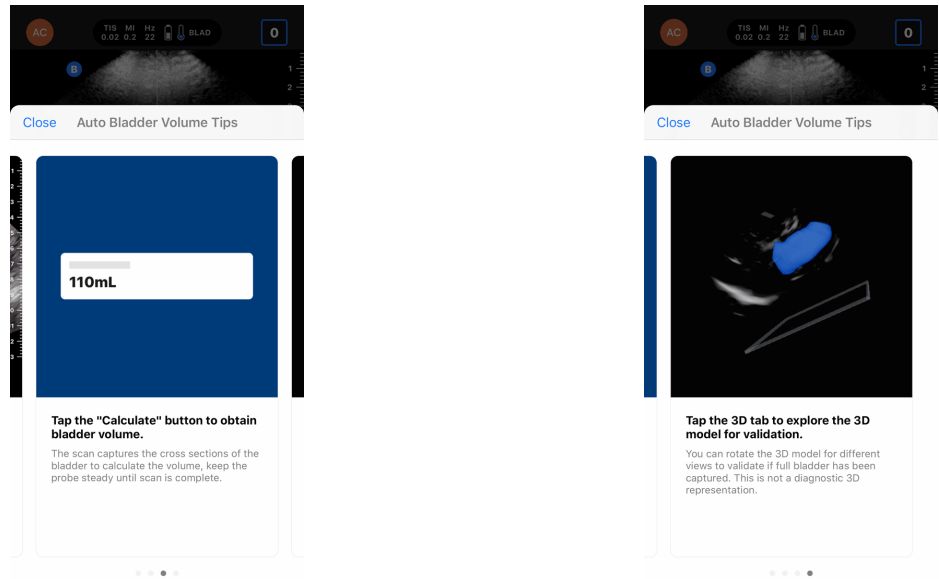 AC
TIS MI Hz
0.02 0.2 22
BLAD
0
B
1
2
Close
Auto Bladder Volume Tips
110mL
Tap the "Calculate" button to obtain
bladder volume.
The scan captures the cross sections of the
bladder to calculate the volume, keep the
probe steady until scan is complete.
AC
TIS MI Hz
0.02 0.2 22
BLAD
0
B
1
2
Close
Auto Bladder Volume Tips
Tap the 3D tab to explore the 3D
model for validation.
You can rotate the 3D model for different
views to validate if full bladder has been
captured. This is not a diagnostic 3D
representation.